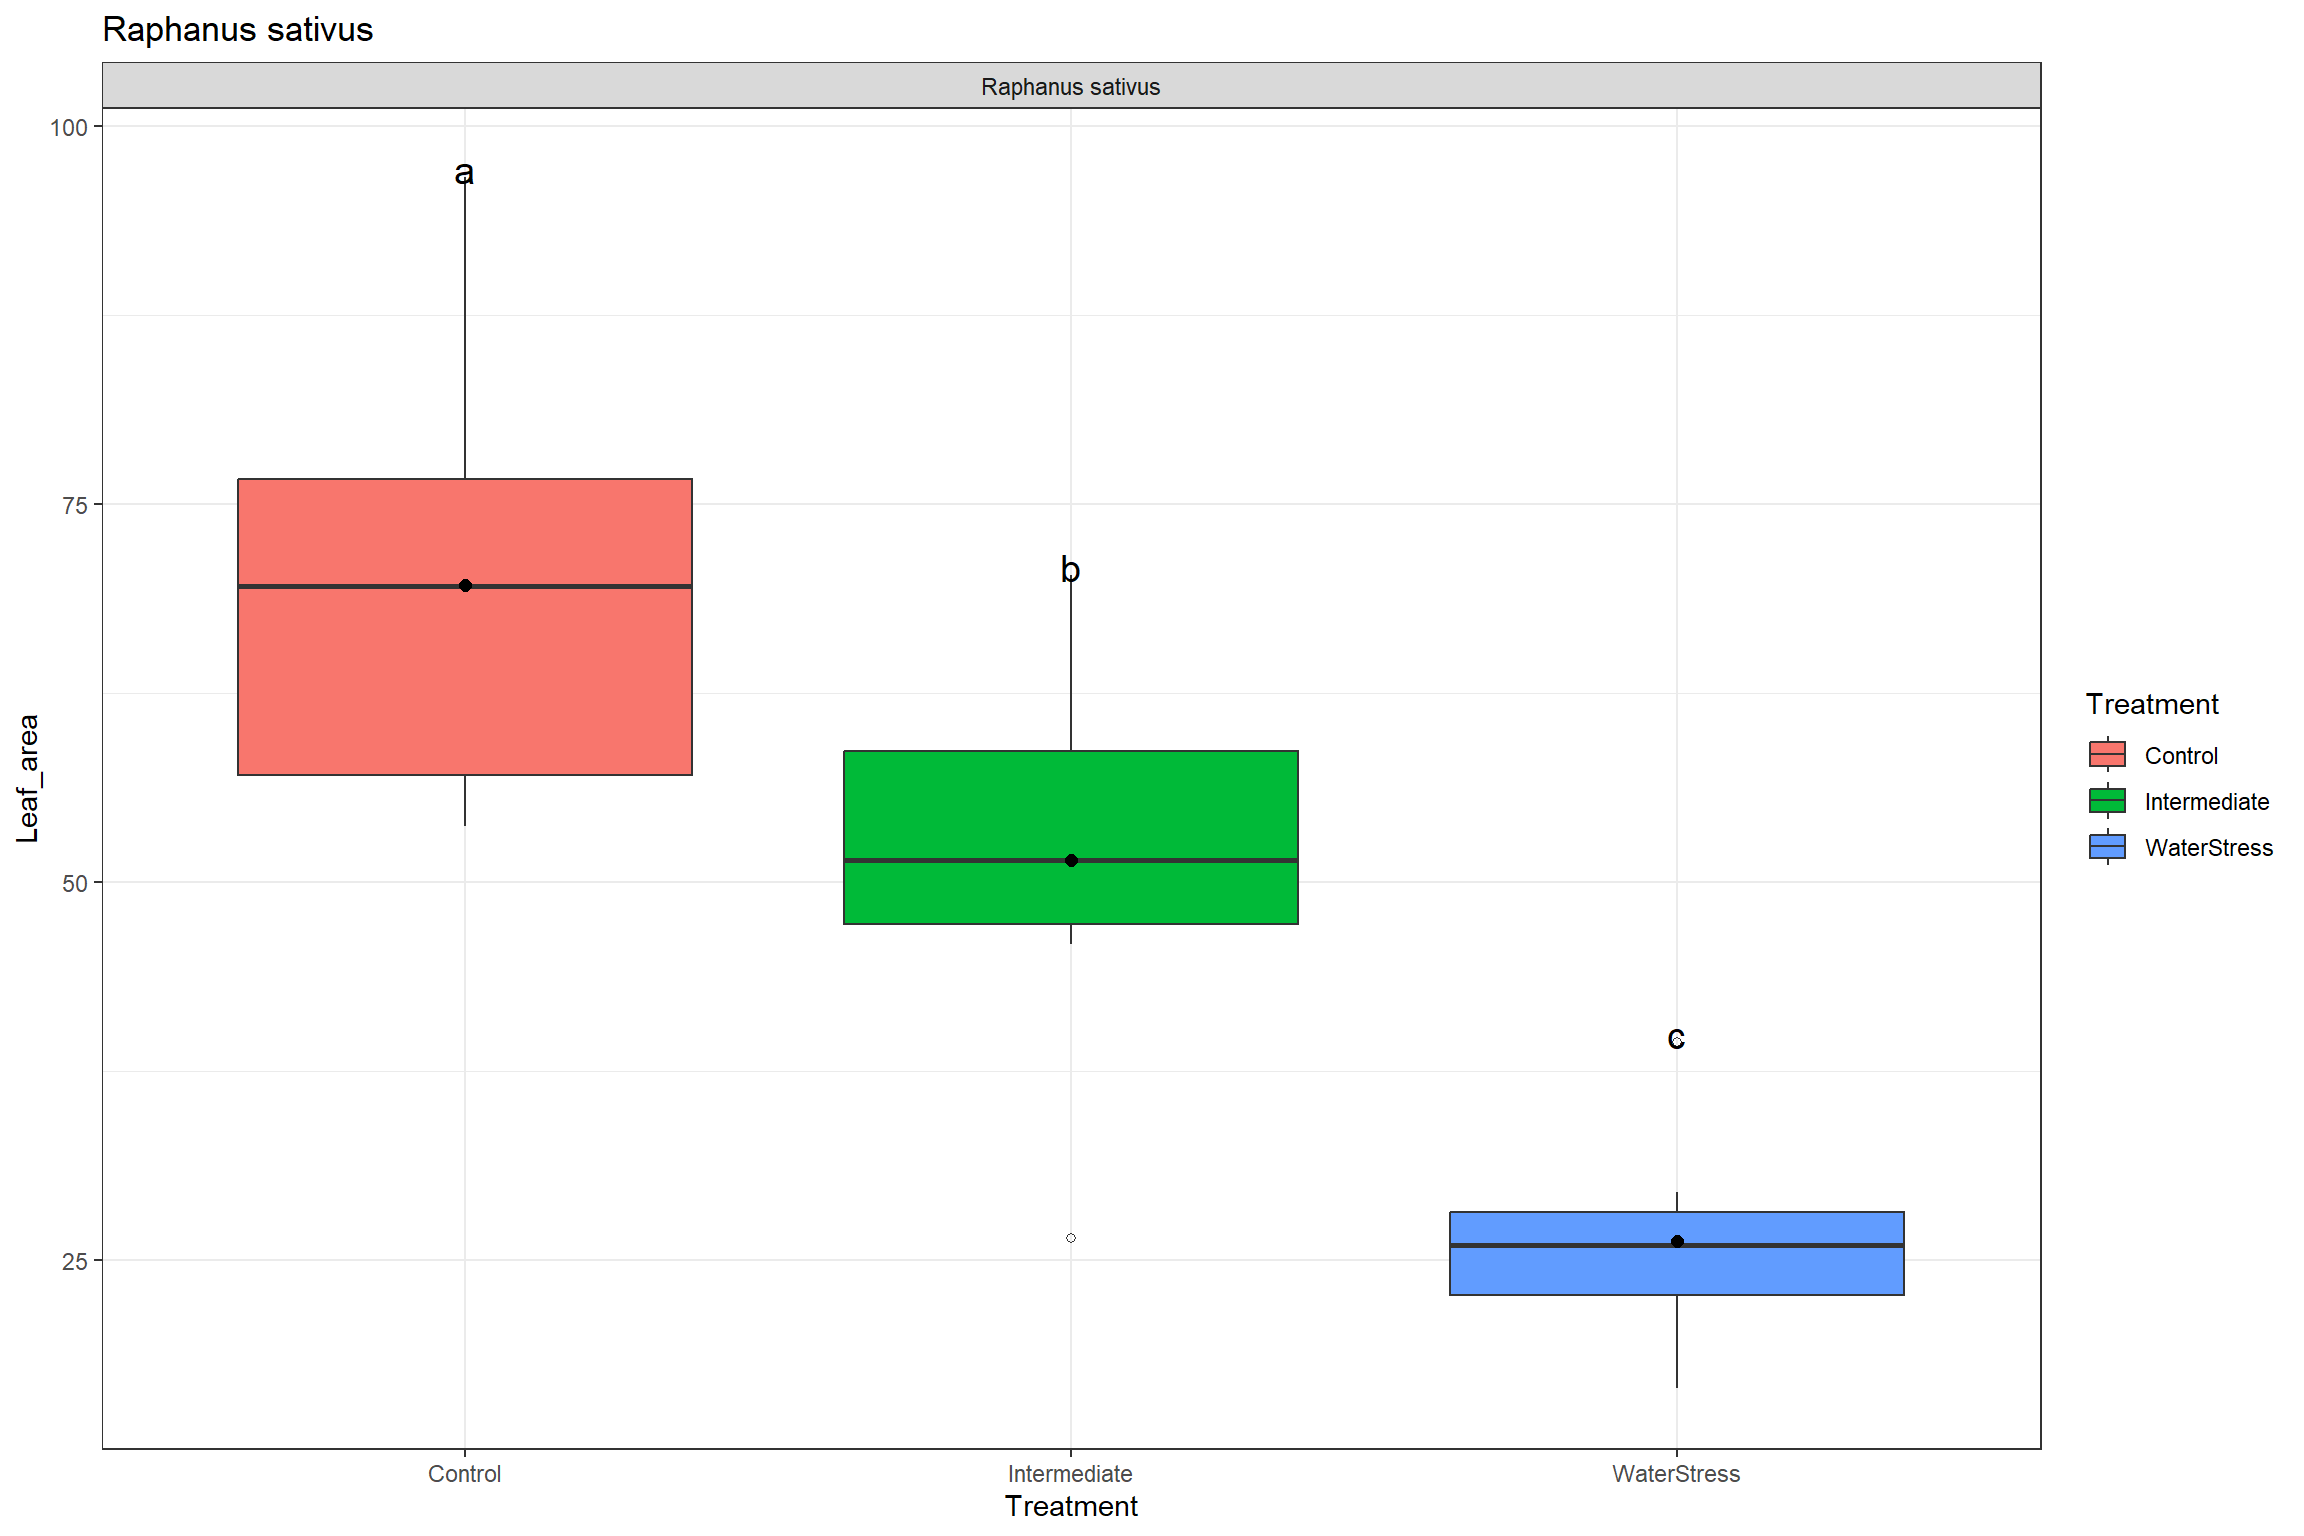 Raphanus sativus
Raphanus sativus
100
75
50
25
Leaf_area
a
b
c
Control
Intermediate
WaterStress
Treatment
Treatment
Control
Intermediate
WaterStress